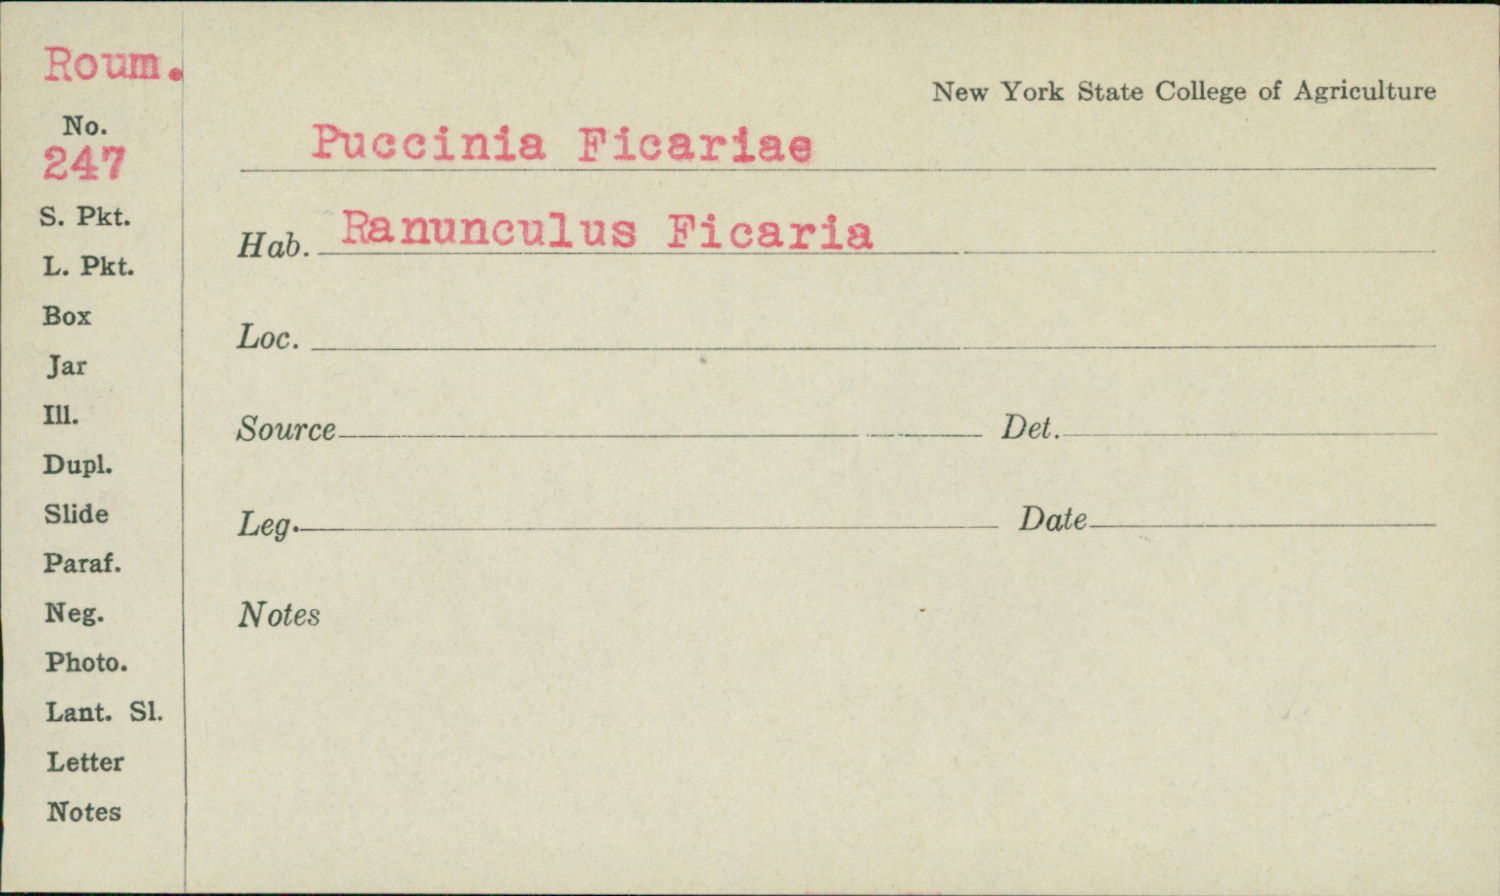 Roum.
No.
247
S. Pkt.
L. Pkt.
Box
Jar
Ill.
Dupl.
Slide
Paraf.
Neg.
Photo.
Lant. Sl.
Letter
Notes
New York State College of Agriculture
Puccinia Ficariae
Hab. Ranunculus Ficaria
Loc.
Source Det.
Leg. Date
Notes